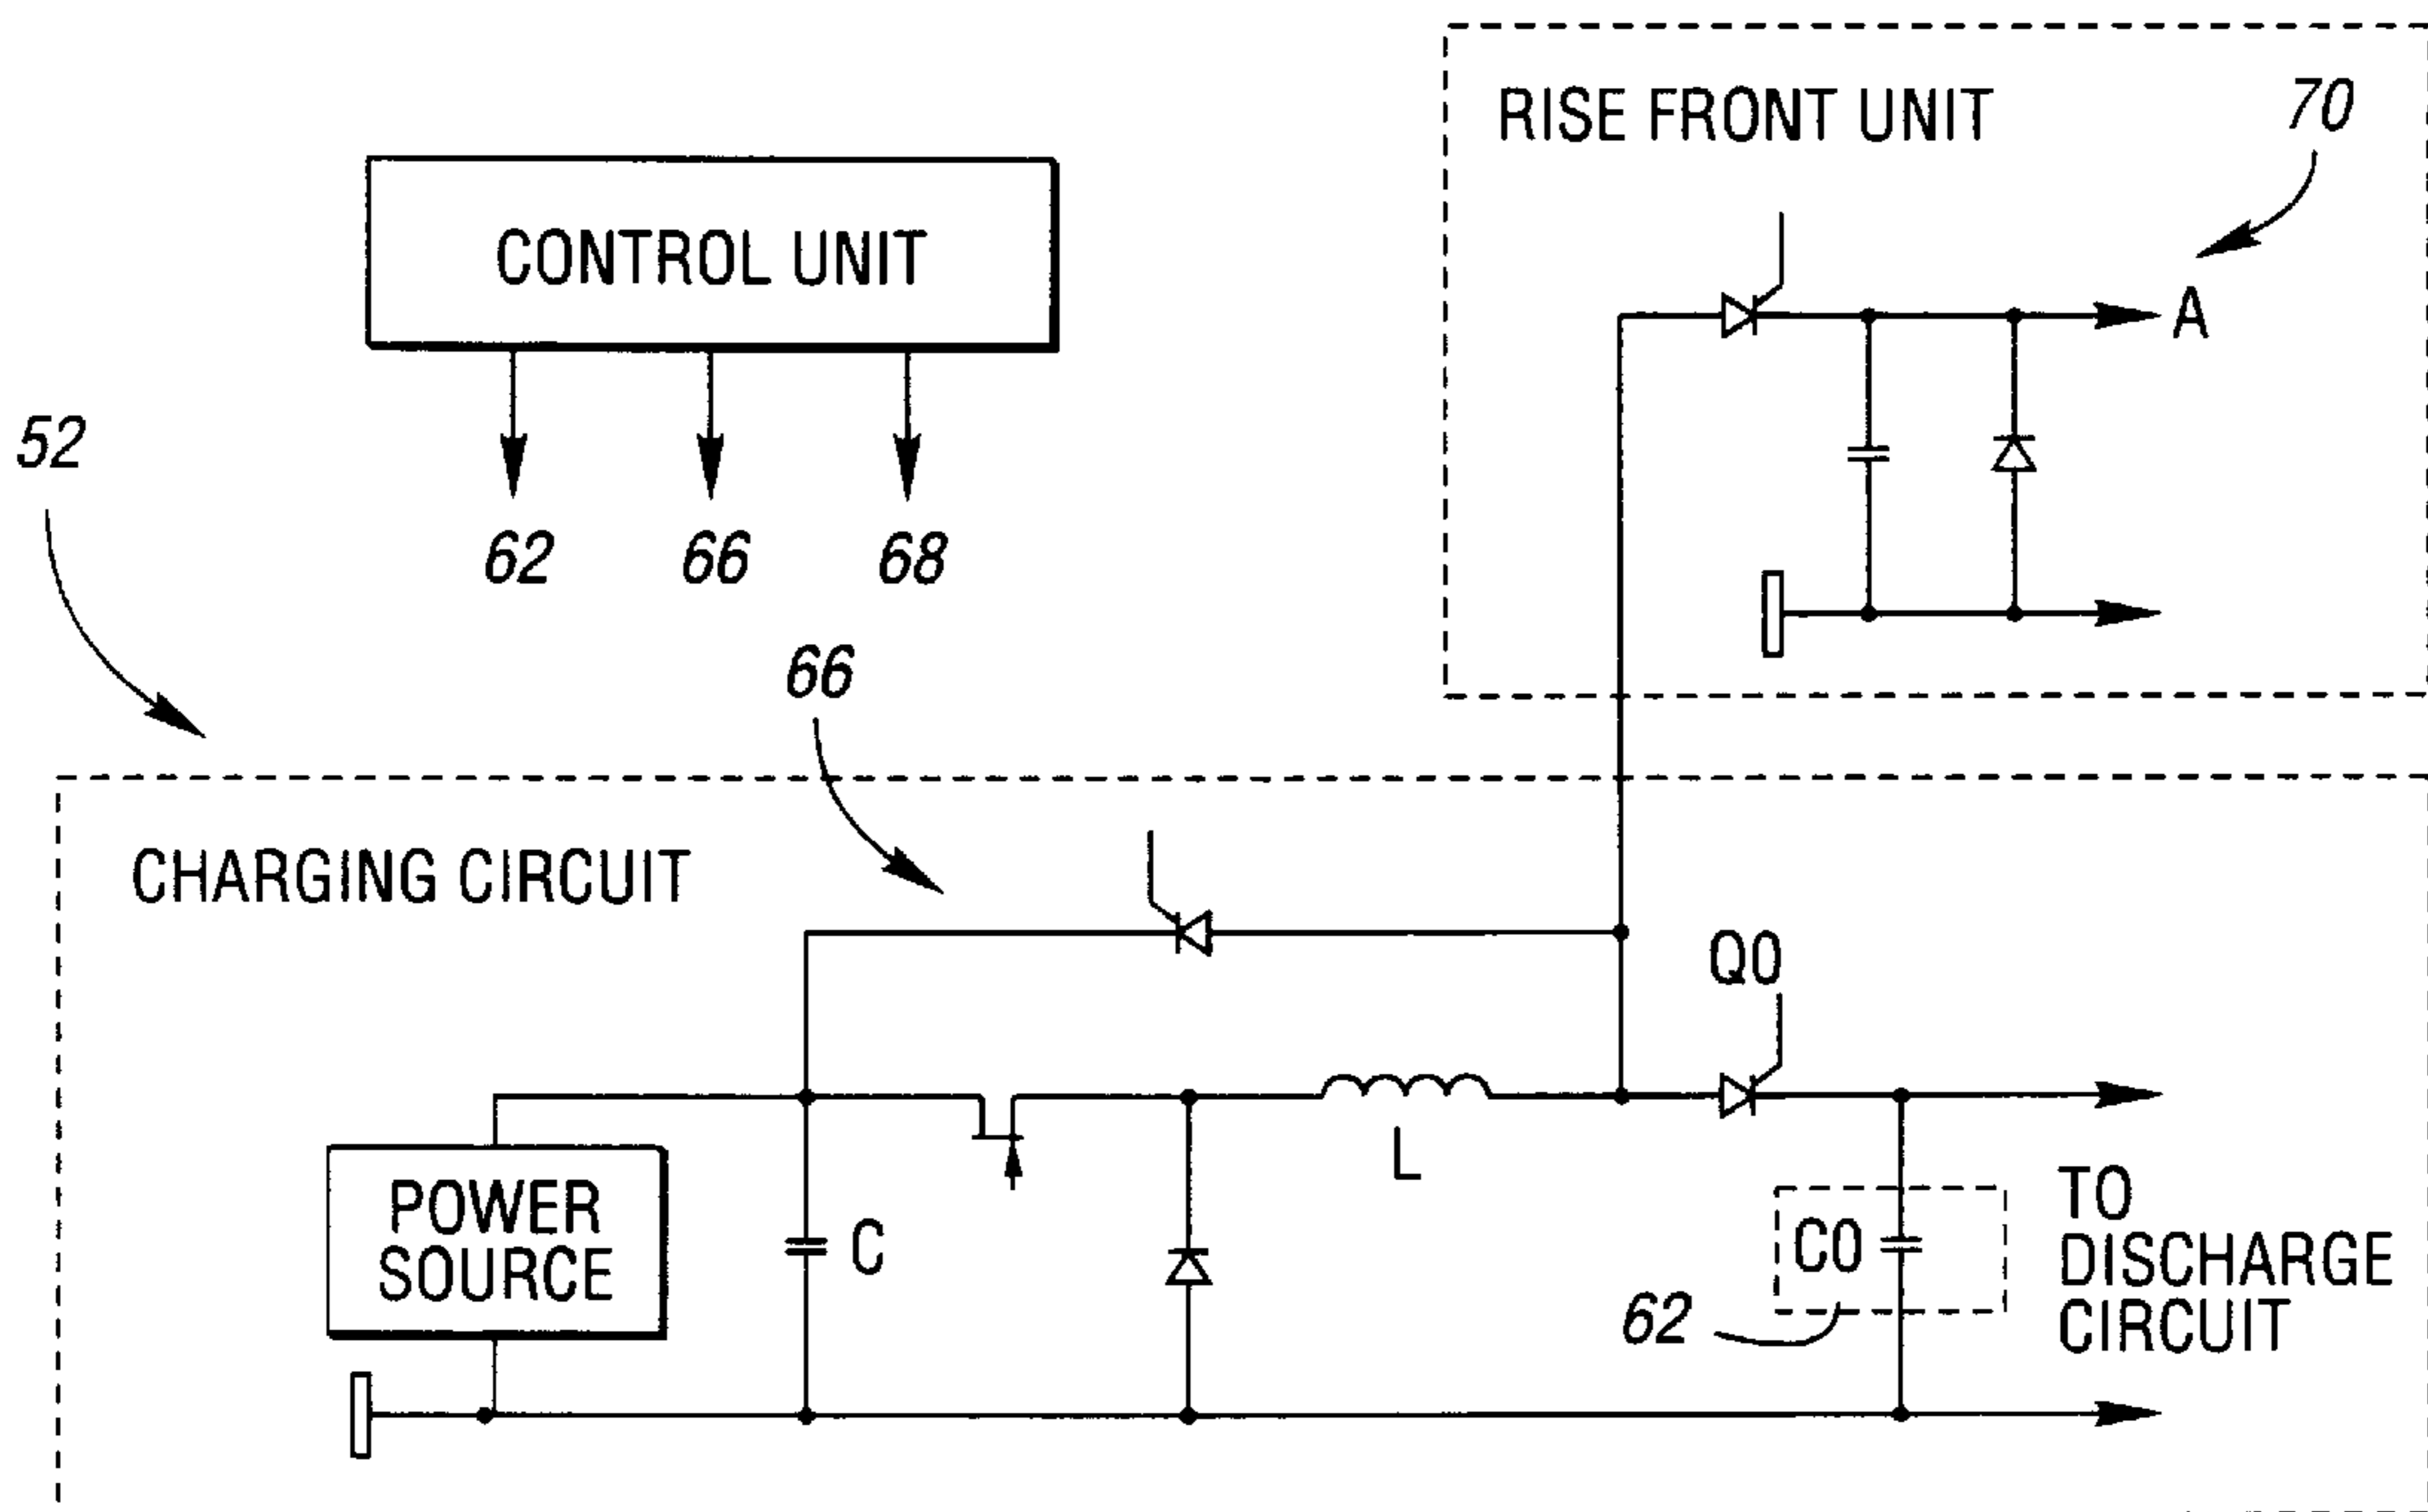 RISE FRONT UNIT
70
CONTROL UNIT
A
52
62 66 68
66
CHARGING CIRCUIT
Q0
L
POWER
SOURCE
C
C0
62
TO
DISCHARGE
CIRCUIT